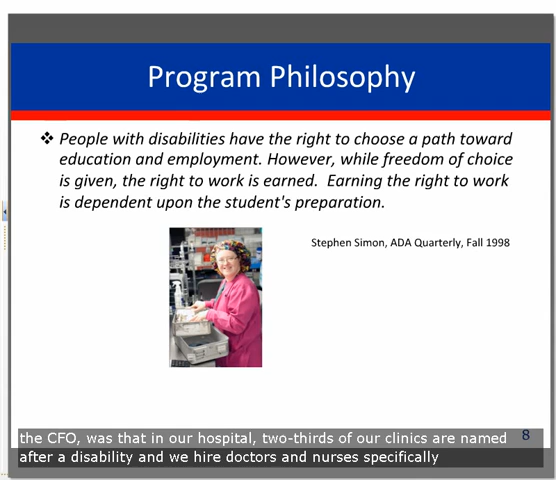 Program Philosophy
❖ People with disabilities have the right to choose a path toward
education and employment. However, while freedom of choice
is given, the right to work is earned.  Earning the right to work
is dependent upon the student's preparation.
Stephen Simon, ADA Quarterly, Fall 1998
8
the CFO, was that in our hospital, two-thirds of our clinics are named
after a disability and we hire doctors and nurses specifically